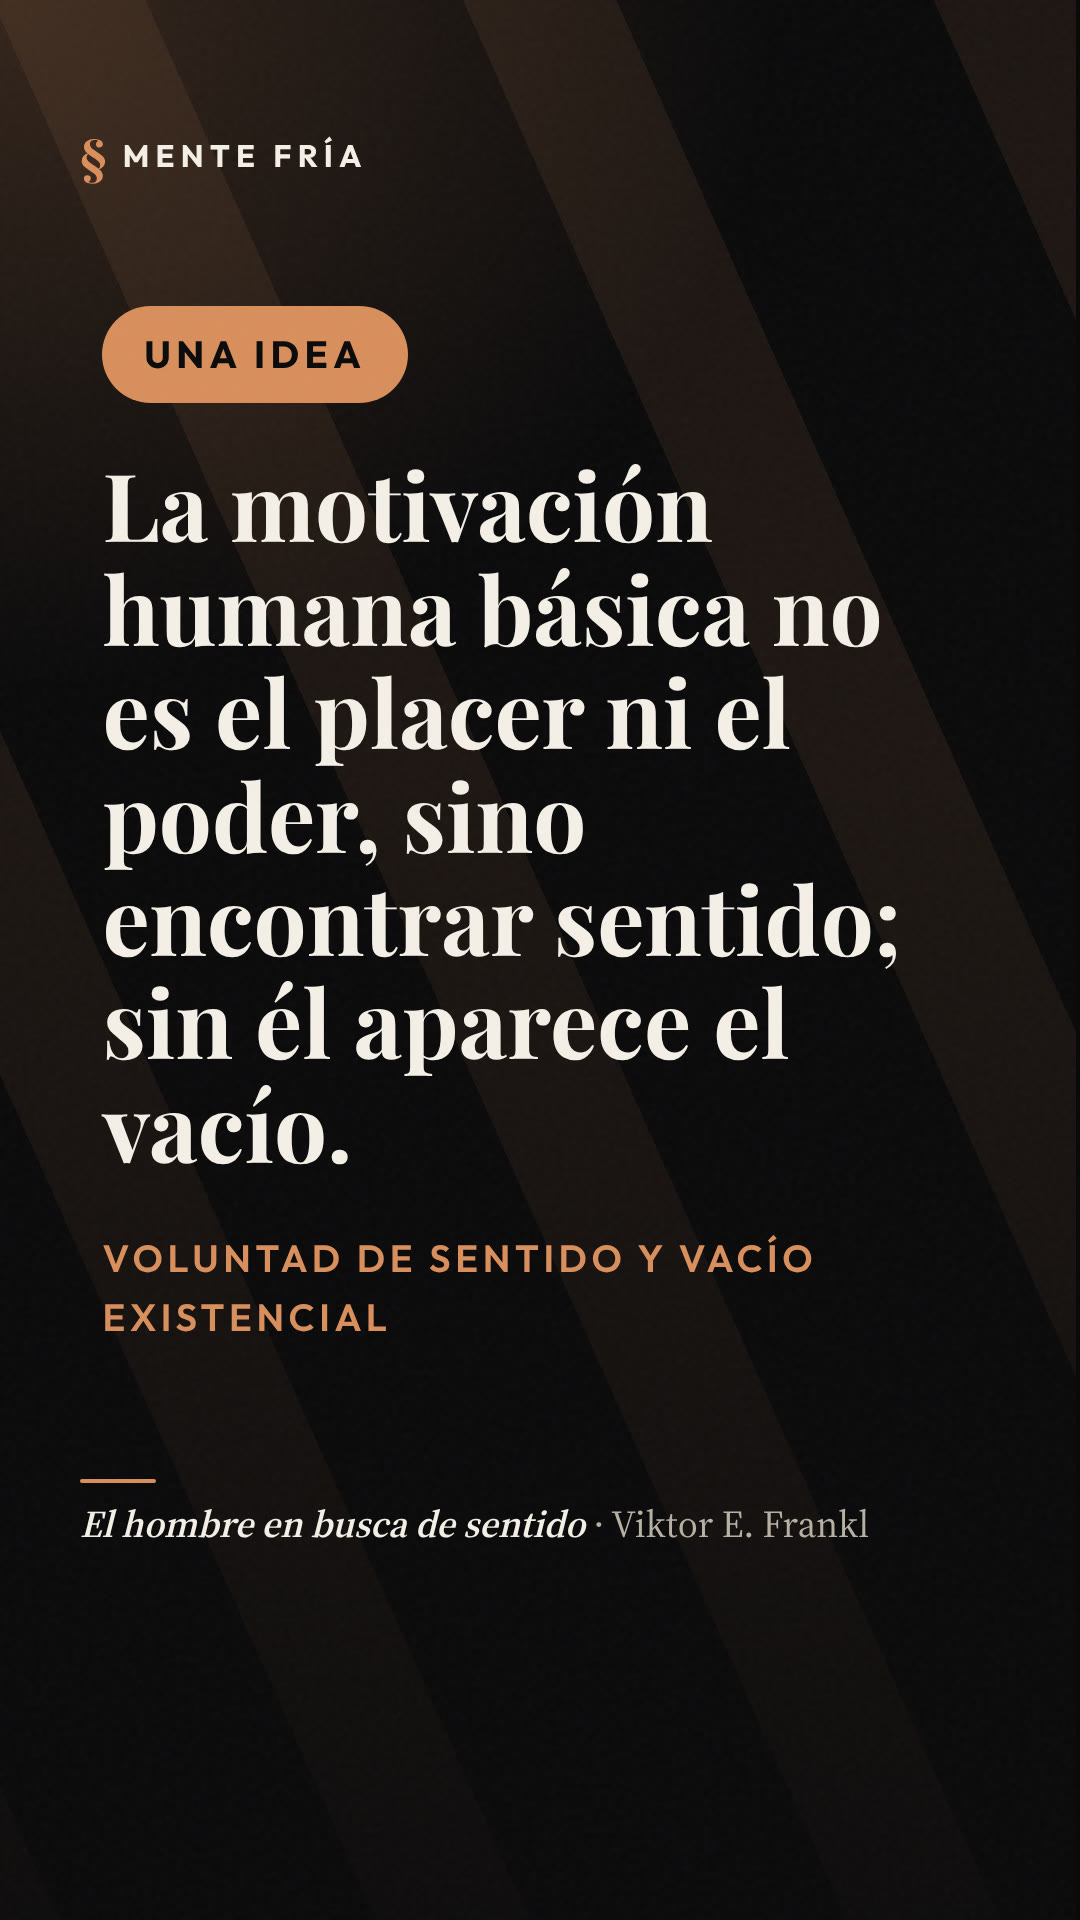 § MENTE FRÍA
UNA IDEA
La motivación
humana básica no
es el placer ni el
poder, sino
encontrar sentido;
sin él aparece el
vacío.
VOLUNTAD DE SENTIDO Y VACÍO
EXISTENCIAL
El hombre en busca de sentido · Viktor E. Frankl